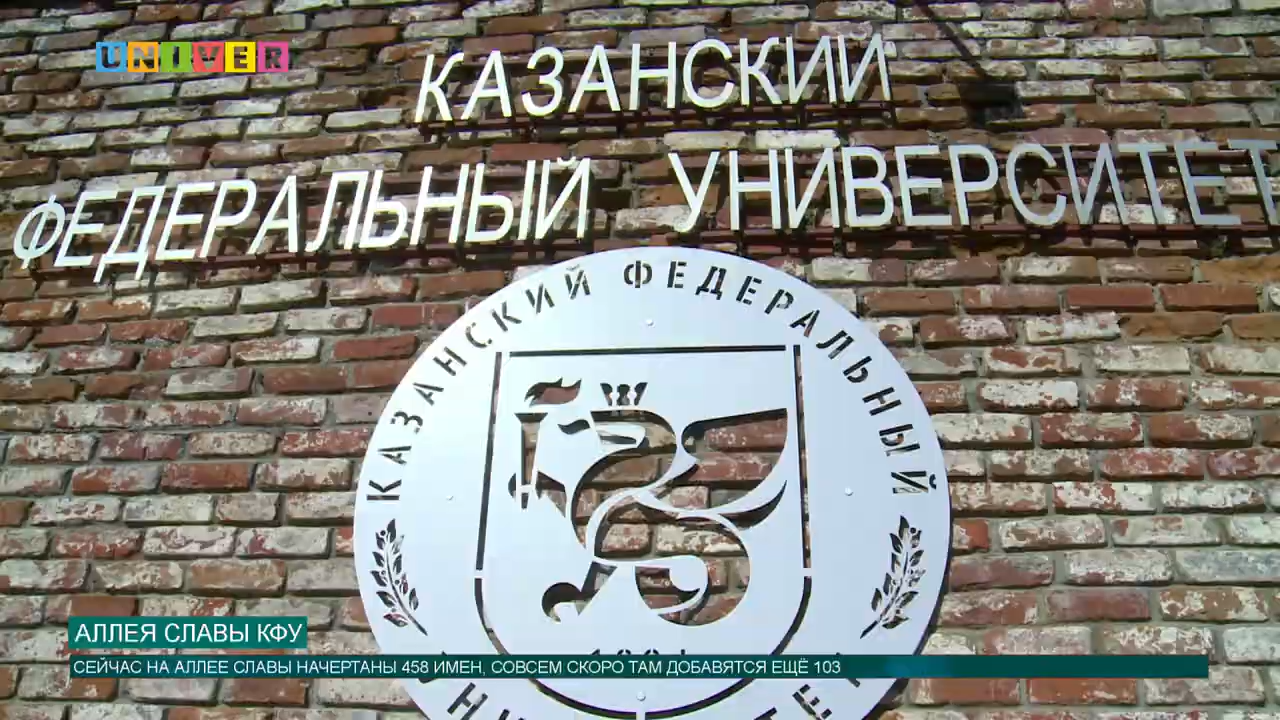 UNIVER
КАЗАНСКИЙ
ФЕДЕРАЛЬНЫЙ УНИВЕРСИТЕТ
КАЗАНСКИЙ ФЕДЕРАЛЬНЫЙ
АЛЛЕЯ СЛАВЫ КФУ
СЕЙЧАС НА АЛЛЕЕ СЛАВЫ НАЧЕРТАНЫ 458 ИМЕН, СОВСЕМ СКОРО ТАМ ДОБАВЯТСЯ ЕЩЁ 103